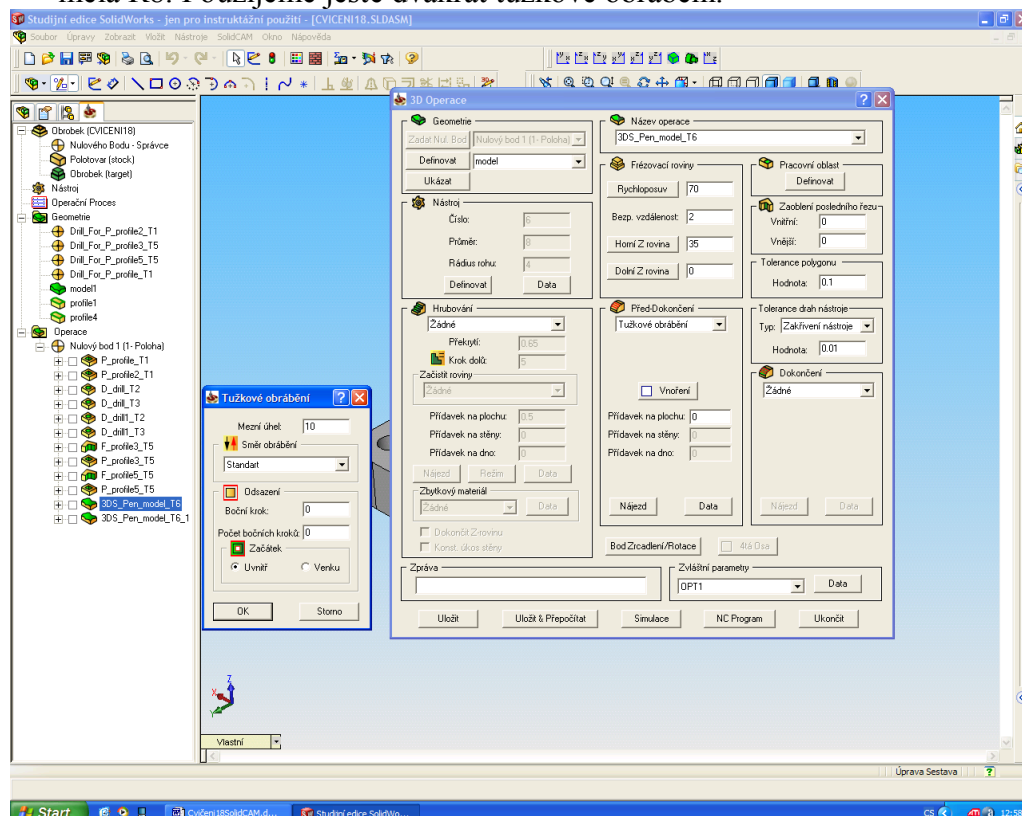 měla R8. Použijeme ještě dvakrát tužkové obrábění.
Studijní edice SolidWorks - jen pro instruktážní použití - [CVICENI18.SLDASM]
Soubor Úpravy Zobrazit Vložit Nástroje SolidCAM Okno Nápověda
Obrobek (CVICENI18)
Nulového Bodu - Správce
Polotovar (stock)
Obrobek (target)
Nástroj
Operační Proces
Geometrie
Drill_For_P_profile2_T1
Drill_For_P_profile3_T5
Drill_For_P_profile5_T5
Drill_For_P_profile_T1
model1
profile1
profile4
Operace
Nulový bod 1 (1- Poloha)
P_profile_T1
P_profile2_T1
D_drill_T2
D_drill_T3
D_drill1_T2
D_drill1_T3
F_profile3_T5
P_profile3_T5
F_profile5_T5
P_profile5_T5
3DS_Pen_model_T6
3DS_Pen_model_T6_1
Tužkové obrábění
Mezní úhel: 10
Směr obrábění
Standart
Odsazení
Boční krok: 0
Počet bočních kroků: 0
Začátek
Uvnitř Venku
OK Storno
3D Operace
Geometrie
Zadat Nul. Bod Nulový bod 1 (1- Poloha)
Definovat model
Ukázat
Název operace
3DS_Pen_model_T6
Nástroj
Číslo: 6
Průměr: 8
Rádius rohu: 4
Definovat Data
Frézovací roviny
Rychloposuv 70
Bezp. vzdálenost: 2
Horní Z rovina 35
Dolní Z rovina 0
Pracovní oblast
Definovat
Zaoblení posledního řezu
Vnitřní: 0
Vnější: 0
Tolerance polygonu
Hodnota: 0.1
Hrubování
Žádné
Překrytí: 0.65
Krok dolů: 5
Začistit roviny
Žádné
Přídavek na plochu: 0.5
Přídavek na stěny: 0
Přídavek na dno: 0
Nájezd Režim Data
Zbytkový materiál
Žádné Data
Dokončit Z-rovinu
Konst. úkos stěny
Před-Dokončení
Tužkové obrábění
Vnoření
Přídavek na plochu: 0
Přídavek na stěny: 0
Přídavek na dno: 0
Nájezd Data
Tolerance drah nástroje
Typ: Zakřivení nástroje
Hodnota: 0.01
Dokončení
Žádné
Nájezd Data
Bod Zrcadlení/Rotace 4tá Osa
Zpráva
Zvláštní parametry
OPT1 Data
Uložit Uložit & Přepočítat Simulace NC Program Ukončit
Z
X
Y
Vlastní
Úprava Sestava
Start Cvičení18SolidCAM.d... Studijní edice SolidWo... CS 12:58